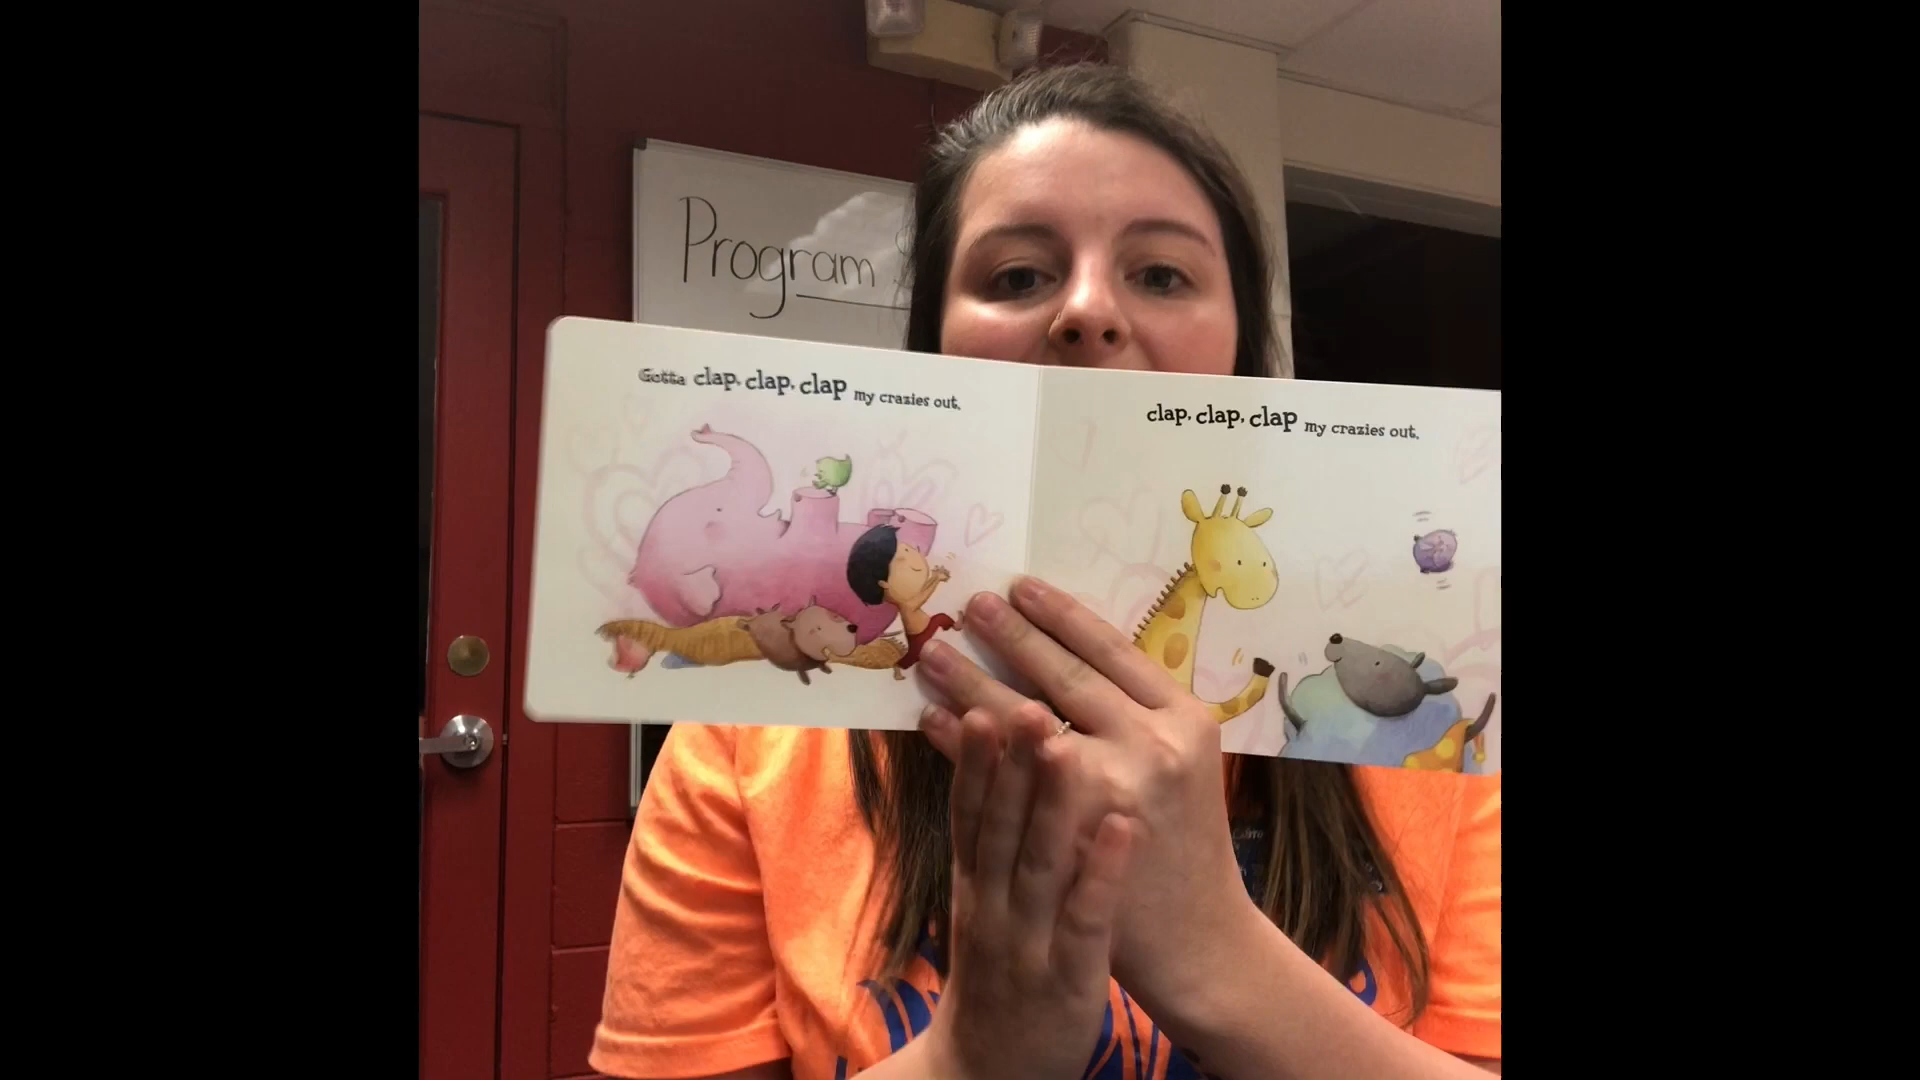 Program
Gotta clap, clap, clap my crazies out,
clap, clap, clap my crazies out,